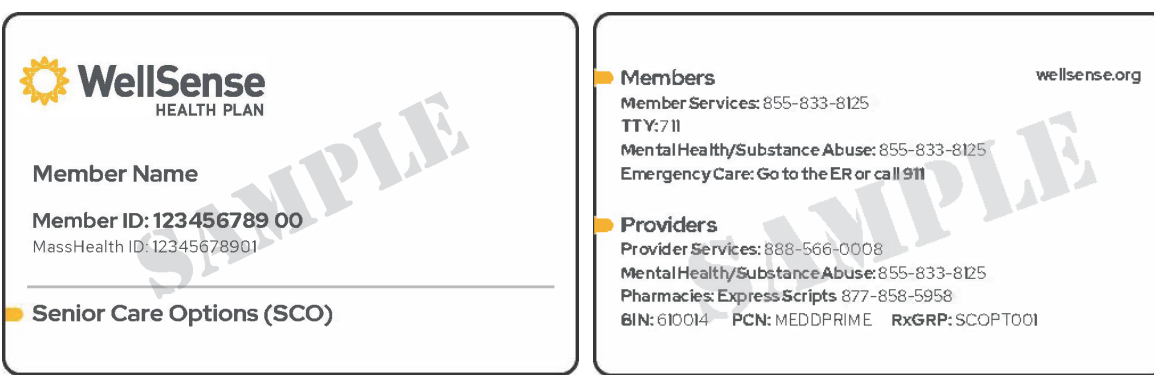 WellSense
HEALTH PLAN
Member Name
Member ID: 123456789 00
MassHealth ID: 12345678901
Senior Care Options (SCO)
SAMPLE
Members
wellsense.org
Member Services: 855-833-8125
TTY: 711
Mental Health/Substance Abuse: 855-833-8125
Emergency Care: Go to the ER or call 911
Providers
Provider Services: 888-566-0008
Mental Health/Substance Abuse: 855-833-8125
Pharmacies: Express Scripts 877-858-5958
BIN: 610014 PCN: MEDDPRIME RxGRP: SCOPT001
SAMPLE